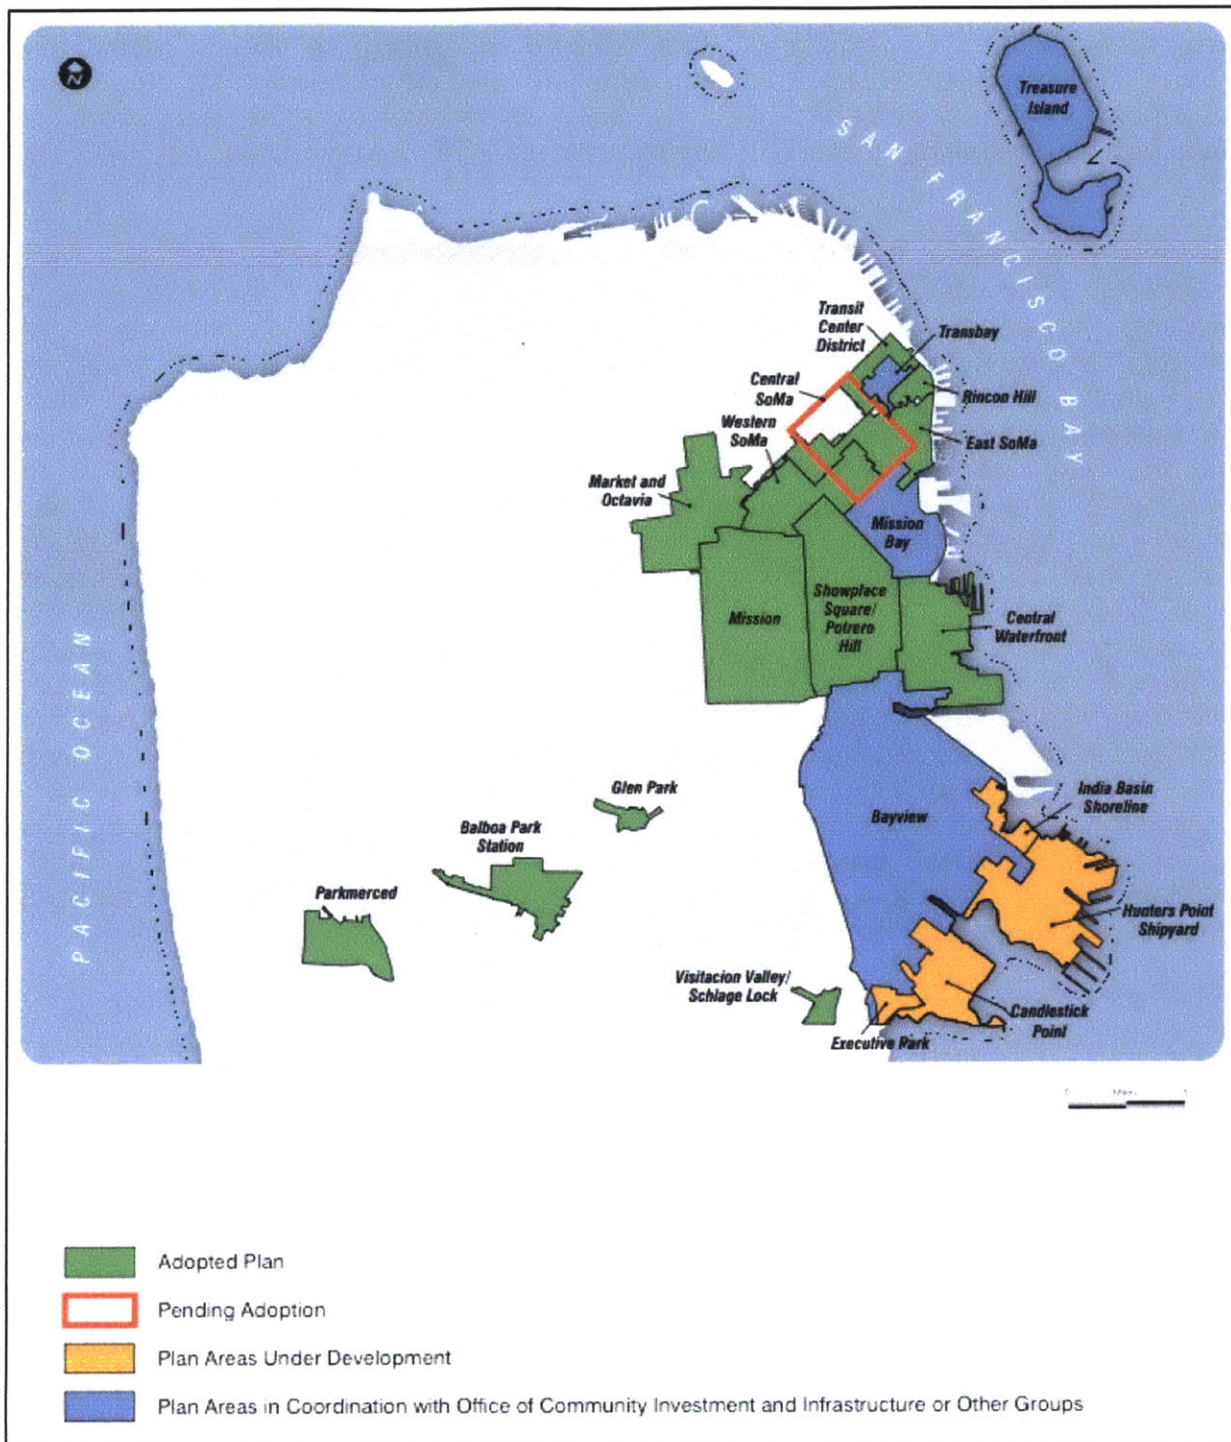 N
Treasure
Island
SAN FRANCISCO BAY
Transit
Center
District
Transbay
Central
SoMa
Rincon Hill
Western
SoMa
East SoMa
Market and
Octavia
Mission
Bay
Showplace
Square/
Potrero
Hill
Mission
Central
Waterfront
PACIFIC OCEAN
Glen Park
India Basin
Shoreline
Bayview
Balboa Park
Station
Parkmerced
Hunters Point
Shipyard
Visitacion Valley/
Schlage Lock
Candlestick
Point
Executive Park
0 Miles 1
Adopted Plan
Pending Adoption
Plan Areas Under Development
Plan Areas in Coordination with Office of Community Investment and Infrastructure or Other Groups